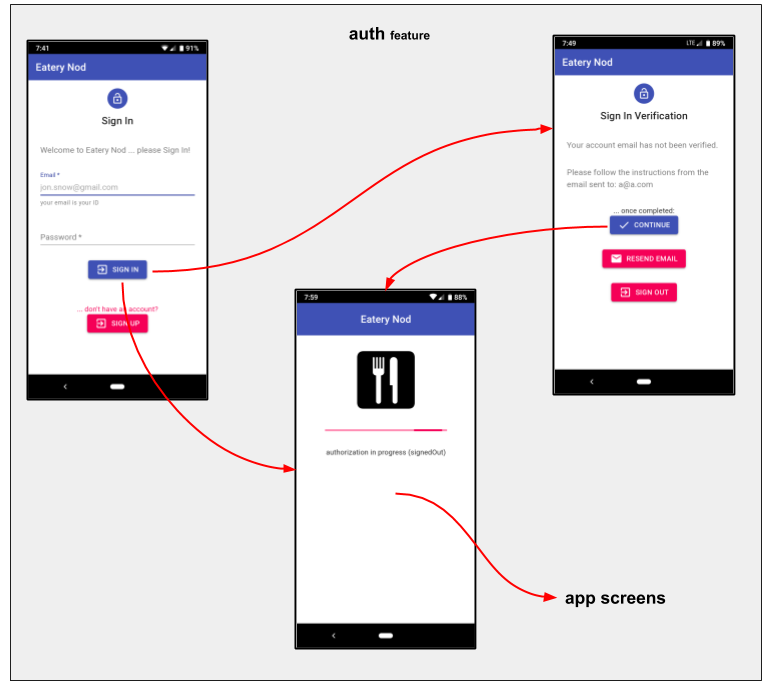 auth feature
7:41
91%
Eatery Nod
Sign In
Welcome to Eatery Nod ... please Sign In!
Email *
jon.snow@gmail.com
your email is your ID
Password *
SIGN IN
... don't have an account?
SIGN UP
7:49
LTE 89%
Eatery Nod
Sign In Verification
Your account email has not been verified.
Please follow the instructions from the
email sent to: a@a.com
... once completed:
CONTINUE
RESEND EMAIL
SIGN OUT
7:59
88%
Eatery Nod
authorization in progress (signedOut)
app screens